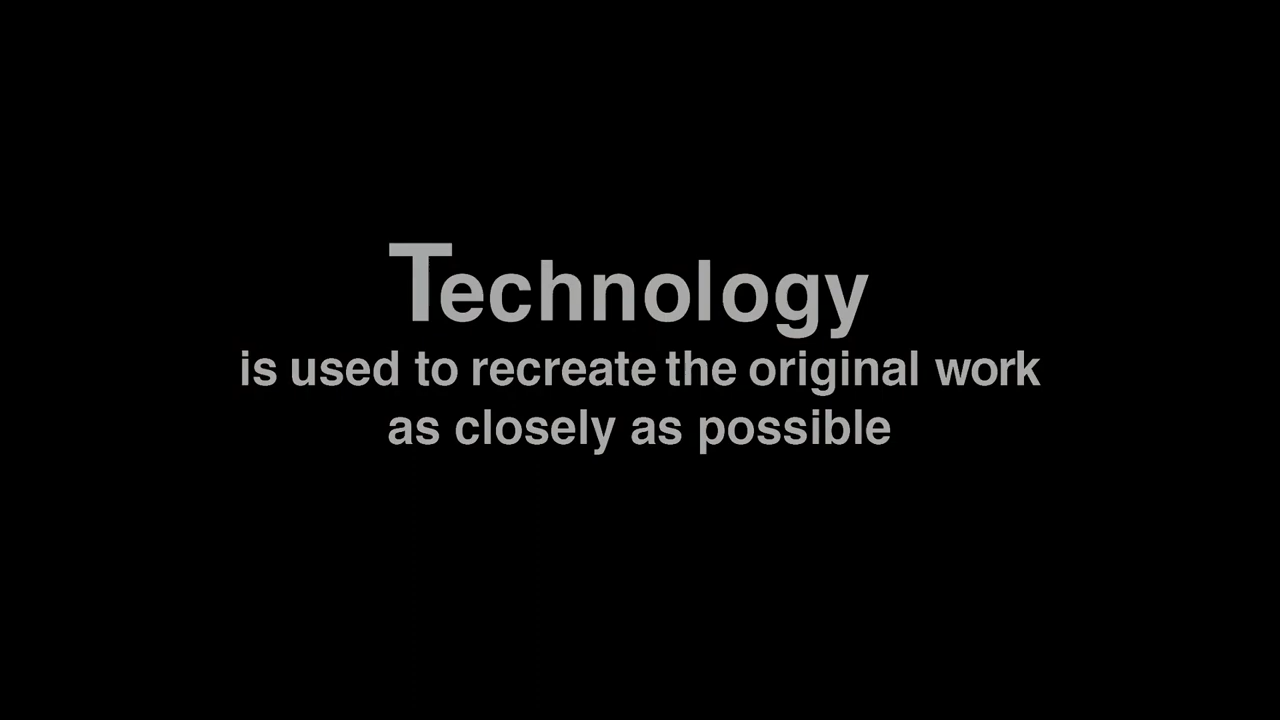 Technology
is used to recreate the original work
as closely as possible